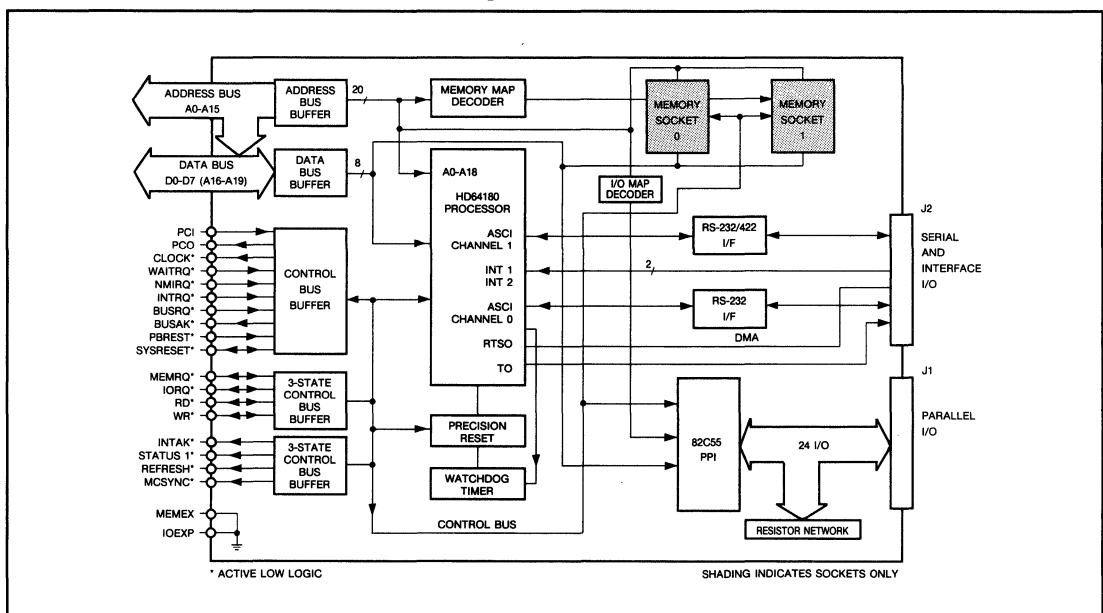 ADDRESS BUS
A0-A15
ADDRESS
BUS
BUFFER
20
MEMORY MAP
DECODER
MEMORY
SOCKET
0
MEMORY
SOCKET
1
DATA BUS
D0-D7 (A16-A19)
DATA
BUS
BUFFER
8
A0-A18
HD64180
PROCESSOR
ASCI
CHANNEL 1
INT 1
INT 2
ASCI
CHANNEL 0
RTSO
TO
I/O MAP
DECODER
RS-232/422
I/F
2
RS-232
I/F
DMA
J2
SERIAL
AND
INTERFACE
I/O
PCI
PCO
CLOCK*
WAITRQ*
NMIRQ*
INTRQ*
BUSRQ*
BUSAK*
PBREST*
SYSRESET*
CONTROL
BUS
BUFFER
MEMRQ*
IORQ*
RD*
WR*
3-STATE
CONTROL
BUS
BUFFER
INTAK*
STATUS 1*
REFRESH*
MCSYNC*
3-STATE
CONTROL
BUS
BUFFER
MEMEX
IOEXP
PRECISION
RESET
WATCHDOG
TIMER
CONTROL BUS
82C55
PPI
24 I/O
RESISTOR NETWORK
J1
PARALLEL
I/O
* ACTIVE LOW LOGIC
SHADING INDICATES SOCKETS ONLY